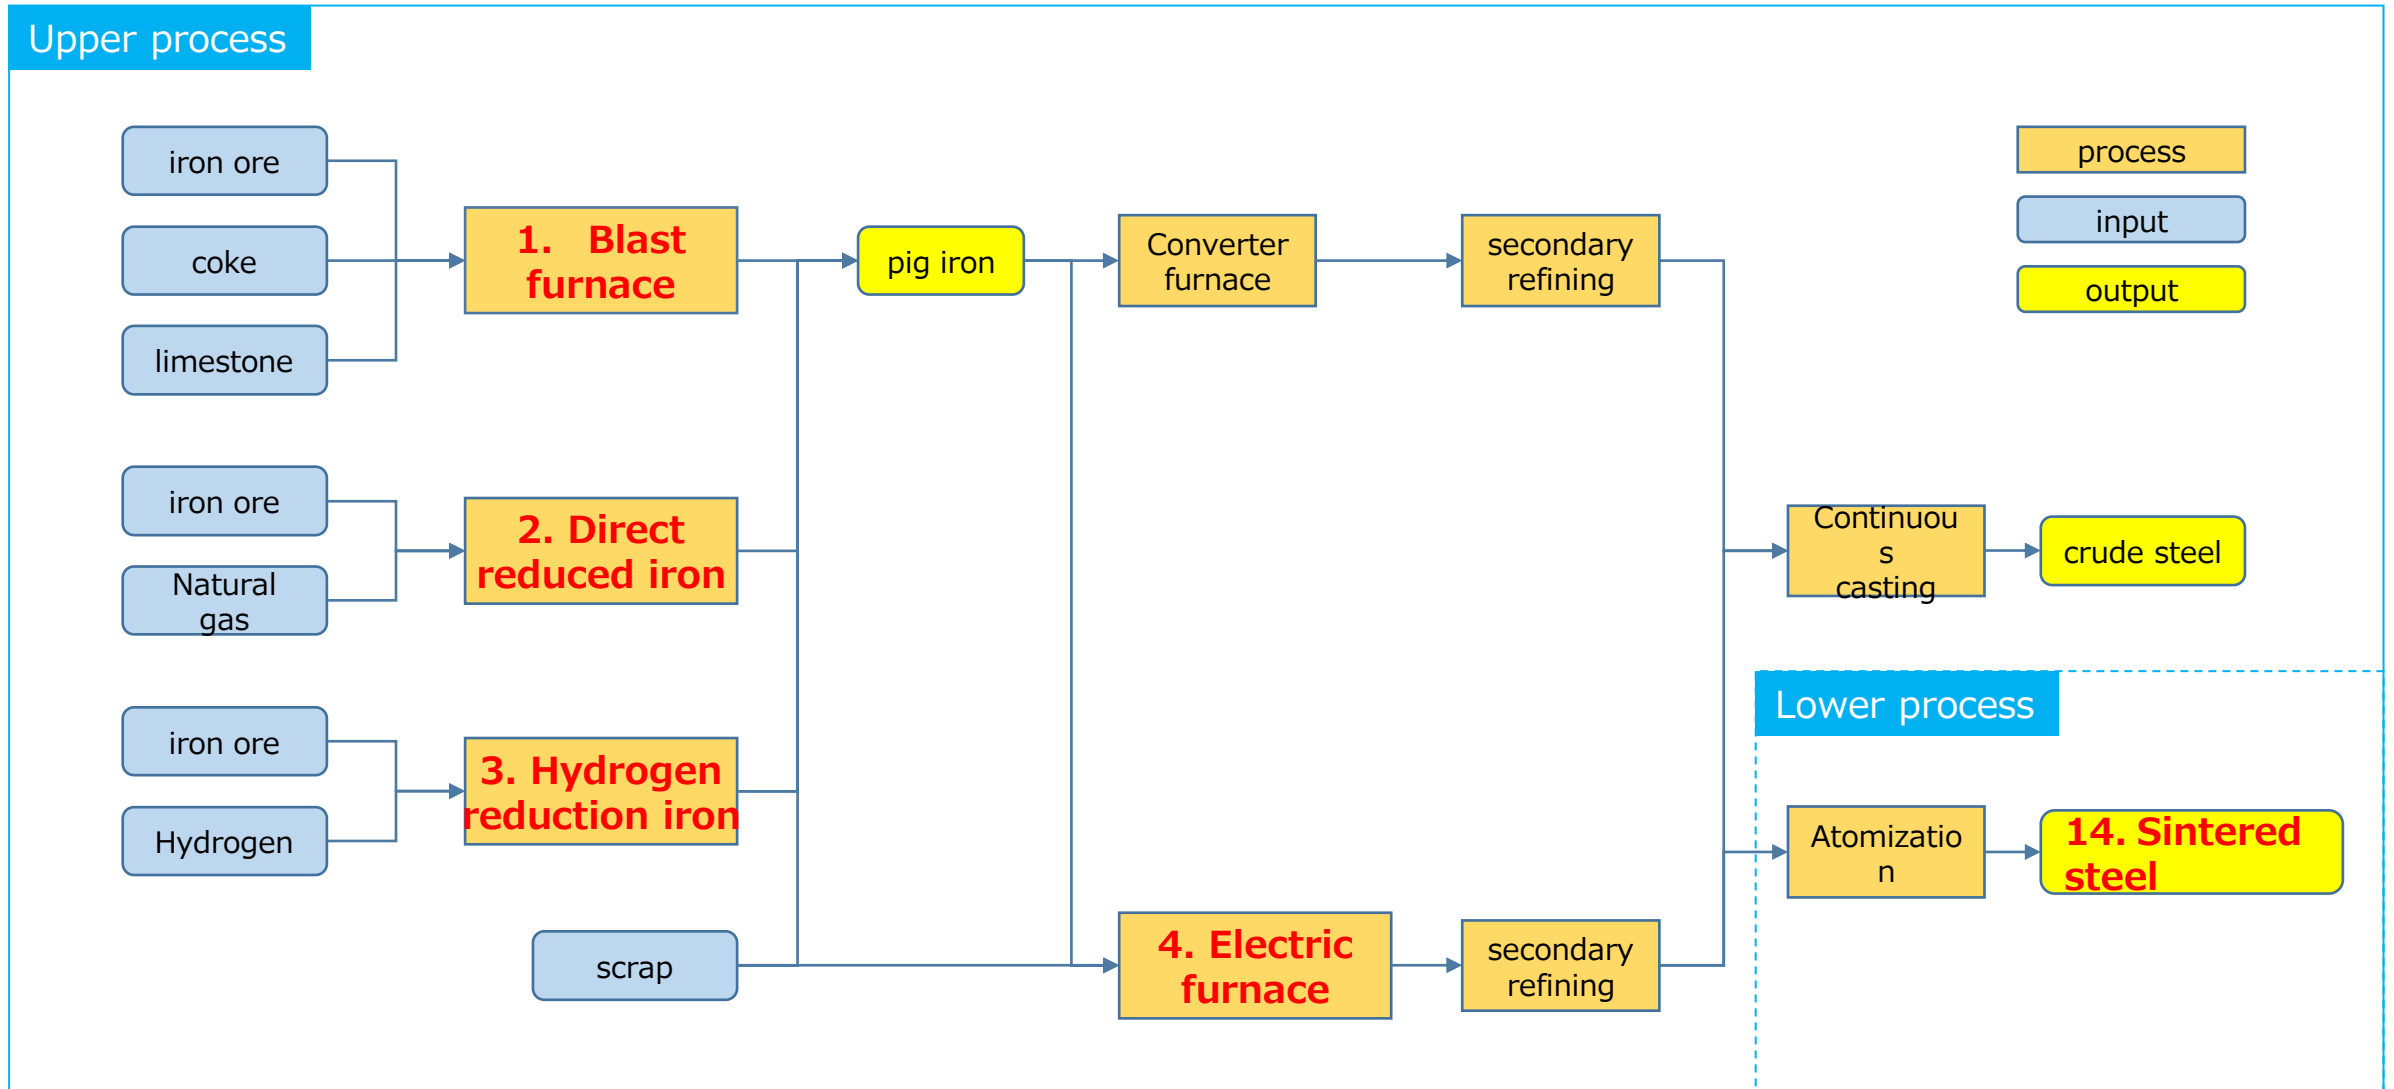 Upper process
iron ore
coke
limestone
1. Blast
furnace
pig iron
Converter
furnace
secondary
refining
process
input
output
iron ore
Natural
gas
2. Direct
reduced iron
Continuou
s
casting
crude steel
iron ore
Hydrogen
3. Hydrogen
reduction iron
Lower process
Atomizatio
n
14. Sintered
steel
scrap
4. Electric
furnace
secondary
refining